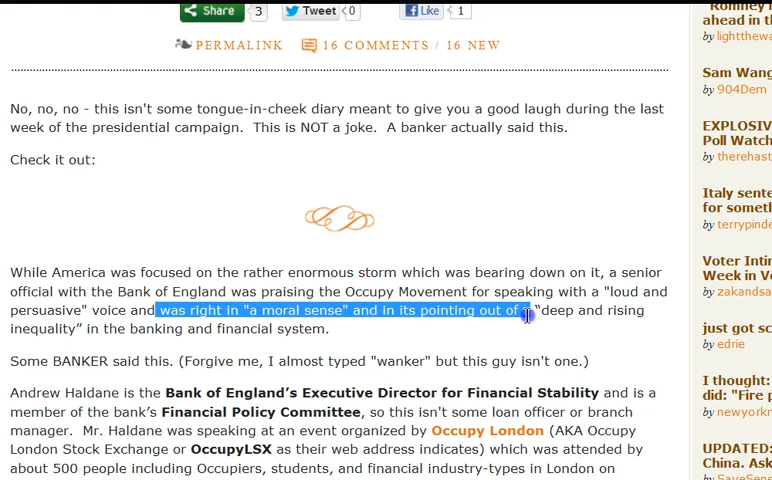 Share 3 Tweet 0 Like 1
PERMALINK 16 COMMENTS / 16 NEW
No, no, no - this isn't some tongue-in-cheek diary meant to give you a good laugh during the last
week of the presidential campaign. This is NOT a joke. A banker actually said this.
Check it out:
While America was focused on the rather enormous storm which was bearing down on it, a senior
official with the Bank of England was praising the Occupy Movement for speaking with a "loud and
persuasive" voice and was right in "a moral sense" and in its pointing out of “deep and rising
inequality” in the banking and financial system.
Some BANKER said this. (Forgive me, I almost typed "wanker" but this guy isn't one.)
Andrew Haldane is the Bank of England’s Executive Director for Financial Stability and is a
member of the bank’s Financial Policy Committee, so this isn't some loan officer or branch
manager. Mr. Haldane was speaking at an event organized by Occupy London (AKA Occupy
London Stock Exchange or OccupyLSX as their web address indicates) which was attended by
about 500 people including Occupiers, students, and financial industry-types in London on
ahead in th
by lightthewa
Sam Wang
by 904Dem
EXPLOSIV
Poll Watch
by therehast
Italy sente
for someth
by terrypinde
Voter Inti
Week in Vo
by zakandsa
just got sc
by edrie
I thought:
did: "Fire p
by newyorkn
UPDATED:
China. Ask
by SaveSens